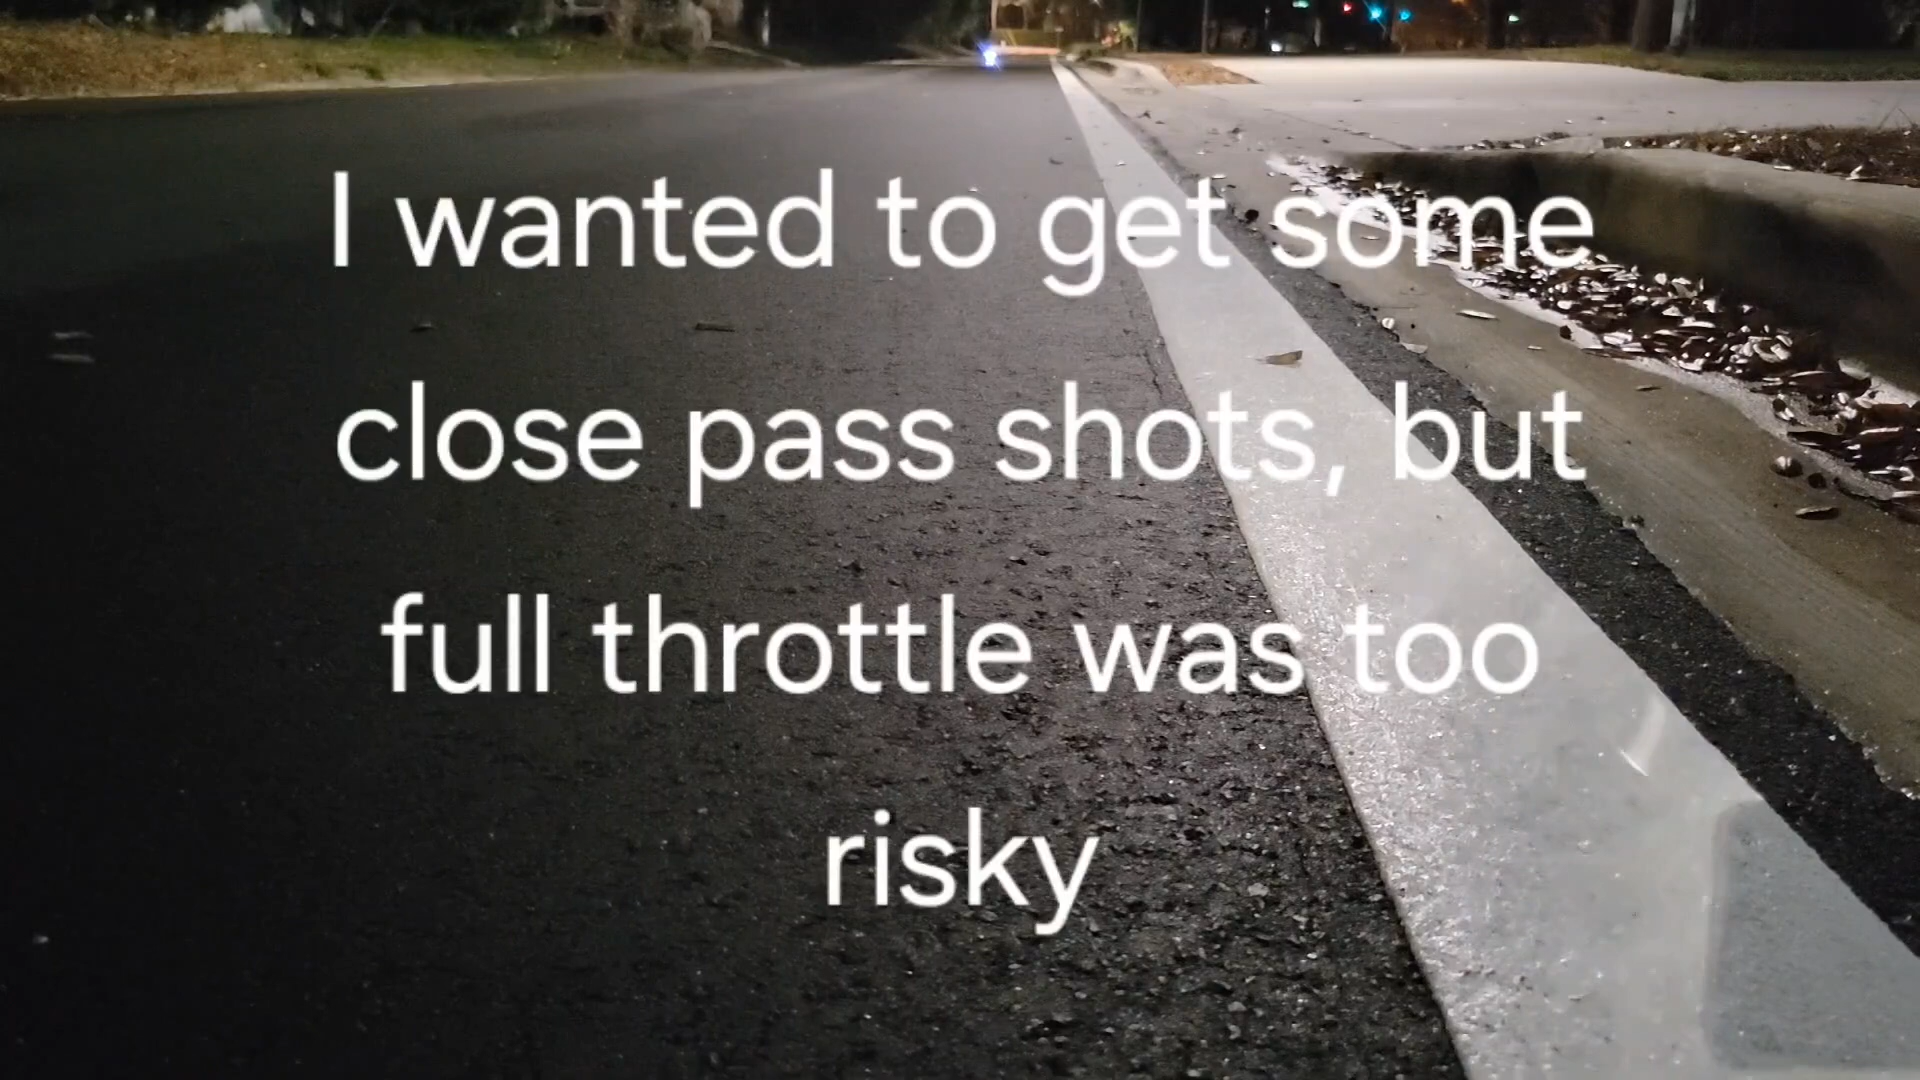 I wanted to get some
close pass shots, but
full throttle was too
risky